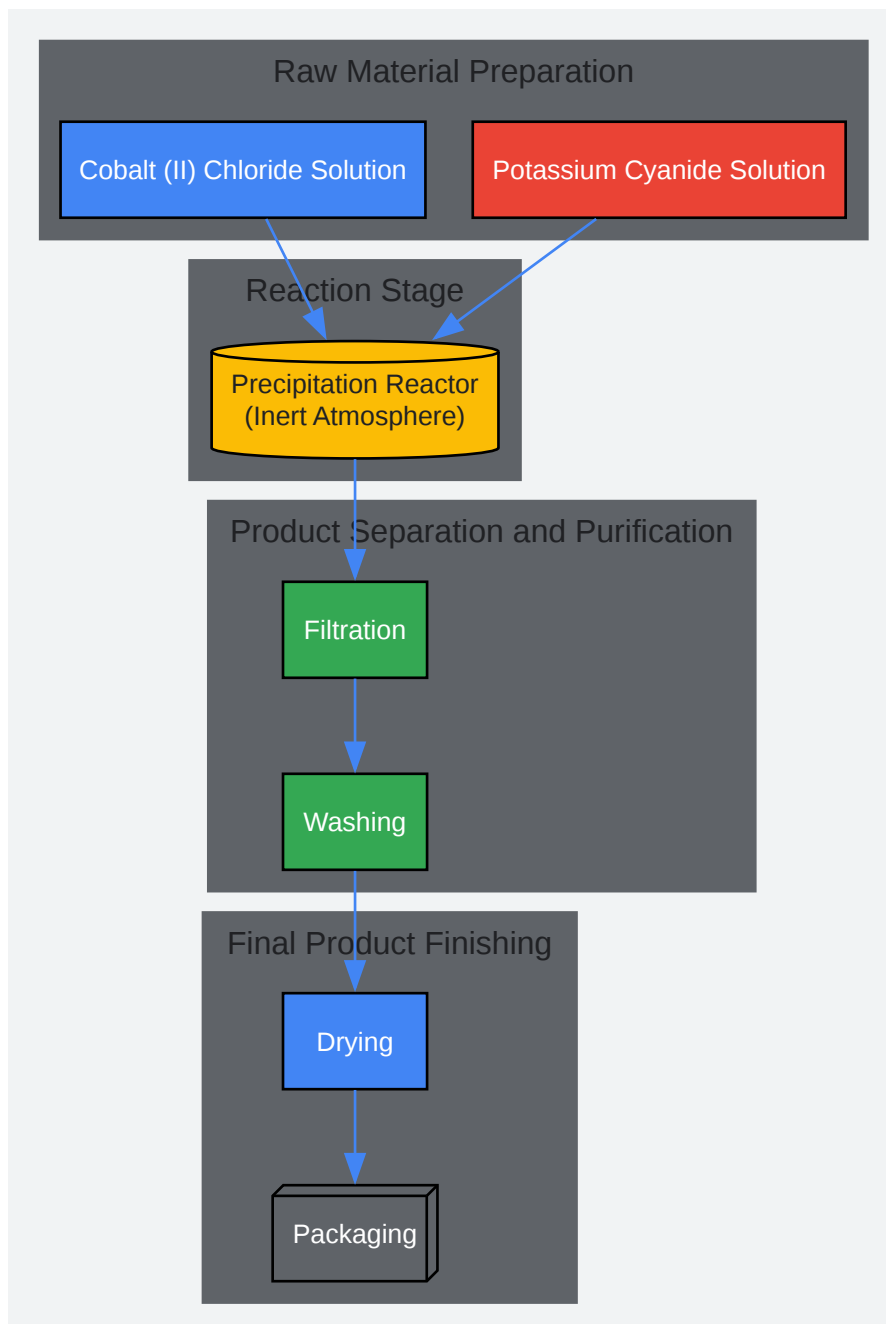 Raw Material Preparation
Cobalt (II) Chloride Solution
Potassium Cyanide Solution
Reaction Stage
Precipitation Reactor
(Inert Atmosphere)
Product Separation and Purification
Filtration
Washing
Final Product Finishing
Drying
Packaging